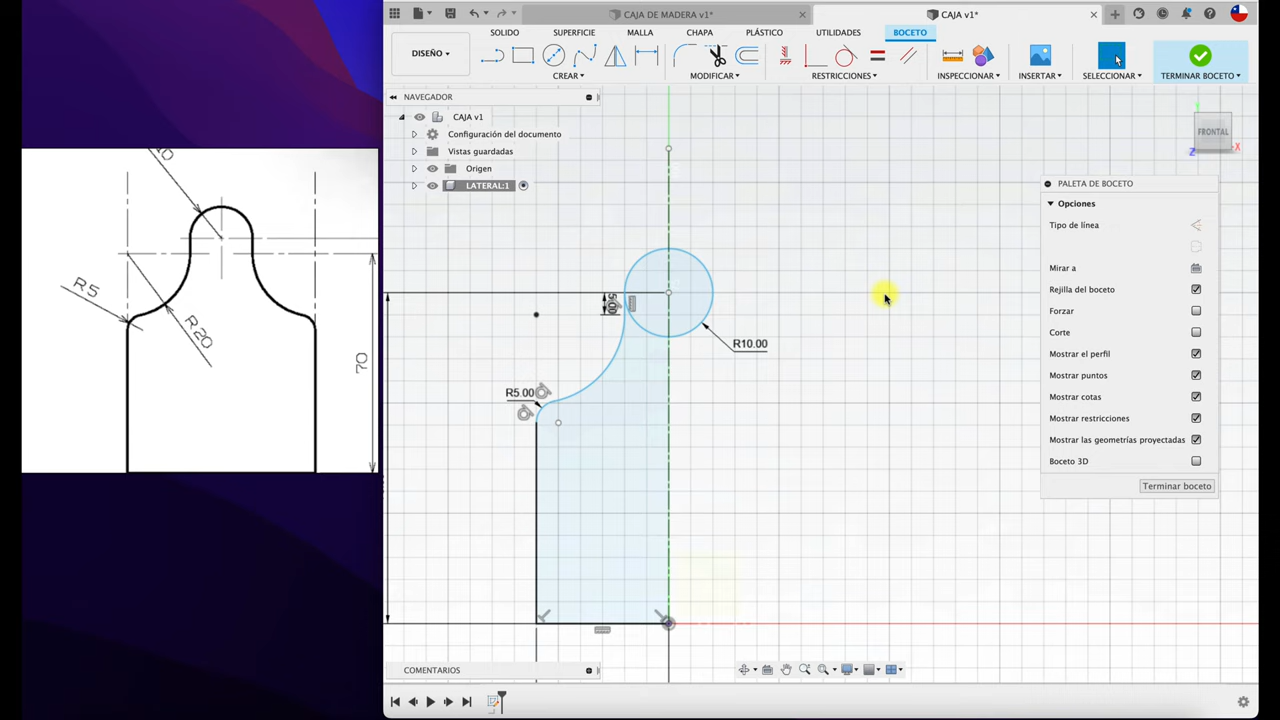 CAJA DE MADERA v1*
CAJA v1*
SOLIDO
SUPERFICIE
MALLA
CHAPA
PLÁSTICO
UTILIDADES
BOCETO
DISEÑO
CREAR
MODIFICAR
RESTRICCIONES
INSPECCIONAR
INSERTAR
SELECCIONAR
TERMINAR BOCETO
NAVEGADOR
CAJA v1
Configuración del documento
Vistas guardadas
Origen
LATERAL:1
FRONTAL
X
Y
Z
PALETA DE BOCETO
Opciones
Tipo de línea
Mirar a
Rejilla del boceto
Forzar
Corte
Mostrar el perfil
Mostrar puntos
Mostrar cotas
Mostrar restricciones
Mostrar las geometrías proyectadas
Boceto 3D
Terminar boceto
R5
R20
70
5.00
R10.00
R5.00
COMENTARIOS